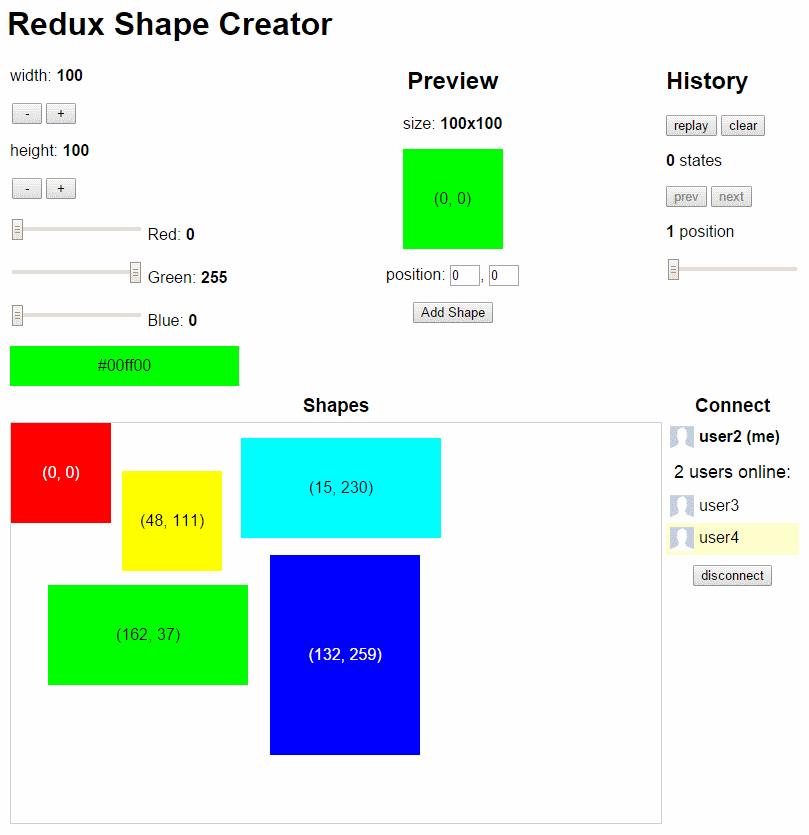 Redux Shape Creator
width: 100
- +
height: 100
- +
Red: 0
Green: 255
Blue: 0
#00ff00
Preview
size: 100x100
(0, 0)
position: 0, 0
Add Shape
History
replay clear
0 states
prev next
1 position
Shapes
(0, 0)
(48, 111)
(15, 230)
(162, 37)
(132, 259)
Connect
user2 (me)
2 users online:
user3
user4
disconnect